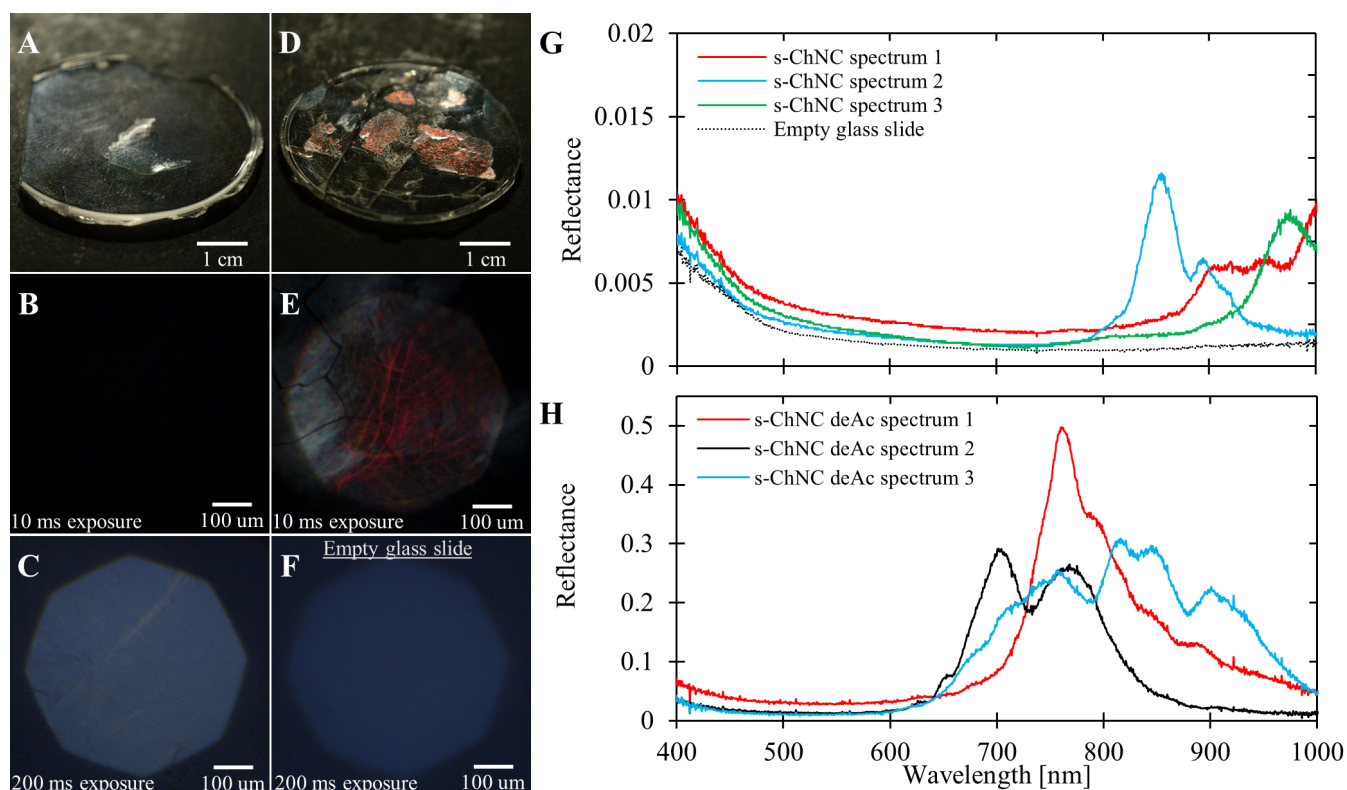 A
1 cm
D
1 cm
B
10 ms exposure
100 um
E
10 ms exposure
100 um
C
200 ms exposure
100 um
F
Empty glass slide
200 ms exposure
100 um
G
Reflectance
0.02
0.015
0.01
0.005
0
s-ChNC spectrum 1
s-ChNC spectrum 2
s-ChNC spectrum 3
Empty glass slide
H
Reflectance
0.5
0.4
0.3
0.2
0.1
0
s-ChNC deAc spectrum 1
s-ChNC deAc spectrum 2
s-ChNC deAc spectrum 3
400 500 600 700 800 900 1000
Wavelength [nm]